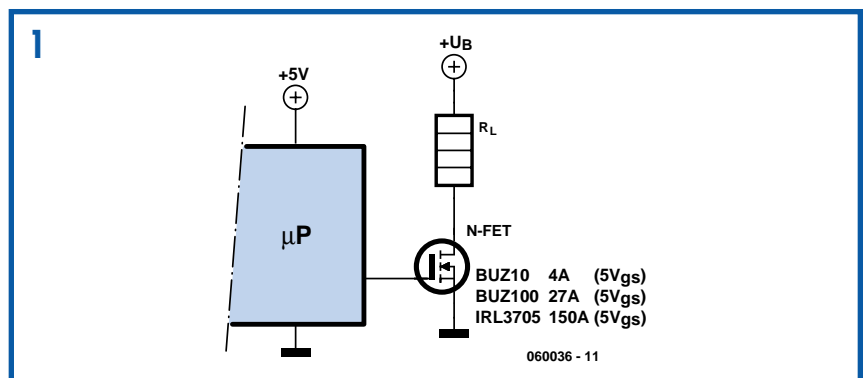 1
+UB
+5V
RL
μP
N-FET
BUZ10 4A (5Vgs)
BUZ100 27A (5Vgs)
IRL3705 150A (5Vgs)
060036 - 11